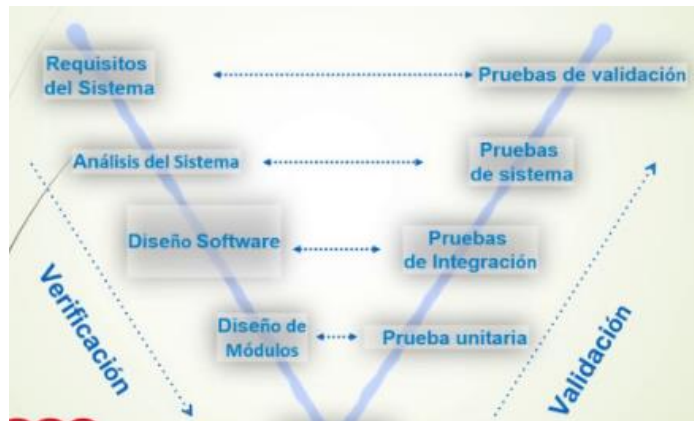 Requisitos
del Sistema
Pruebas de validación
Análisis del Sistema
Pruebas
de sistema
Diseño Software
Pruebas
de Integración
Diseño de
Módulos
Prueba unitaria
Verificación
Validación